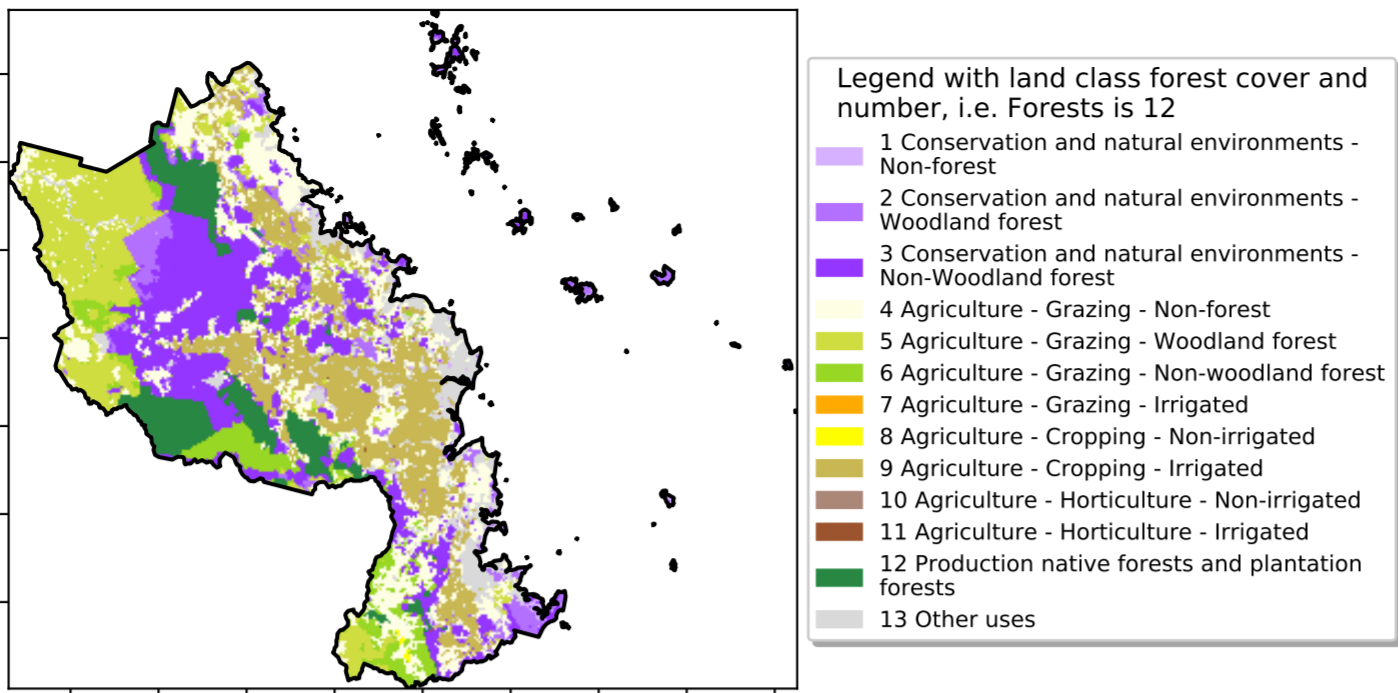 Legend with land class forest cover and
number, i.e. Forests is 12
1 Conservation and natural environments -
Non-forest
2 Conservation and natural environments -
Woodland forest
3 Conservation and natural environments -
Non-Woodland forest
4 Agriculture - Grazing - Non-forest
5 Agriculture - Grazing - Woodland forest
6 Agriculture - Grazing - Non-woodland forest
7 Agriculture - Grazing - Irrigated
8 Agriculture - Cropping - Non-irrigated
9 Agriculture - Cropping - Irrigated
10 Agriculture - Horticulture - Non-irrigated
11 Agriculture - Horticulture - Irrigated
12 Production native forests and plantation
forests
13 Other uses